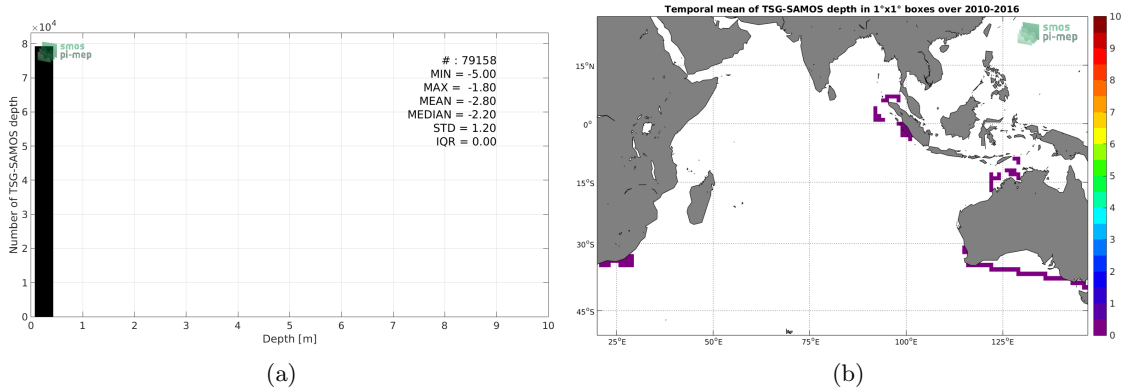 Temporal mean of TSG-SAMOS depth in 1°x1° boxes over 2010-2016
×10⁴
8
7
6
5
4
3
2
1
0
Number of TSG-SAMOS depth
smos
pi-mep
# : 79158
MIN = -5.00
MAX = -1.80
MEAN = -2.80
MEDIAN = -2.20
STD = 1.20
IQR = 0.00
0 1 2 3 4 5 6 7 8 9 10
Depth [m]
(a)
smos
pi-mep
15°N
0°
15°S
30°S
45°S
25°E 50°E 75°E 100°E 125°E
10
9
8
7
6
5
4
3
2
1
0
(b)